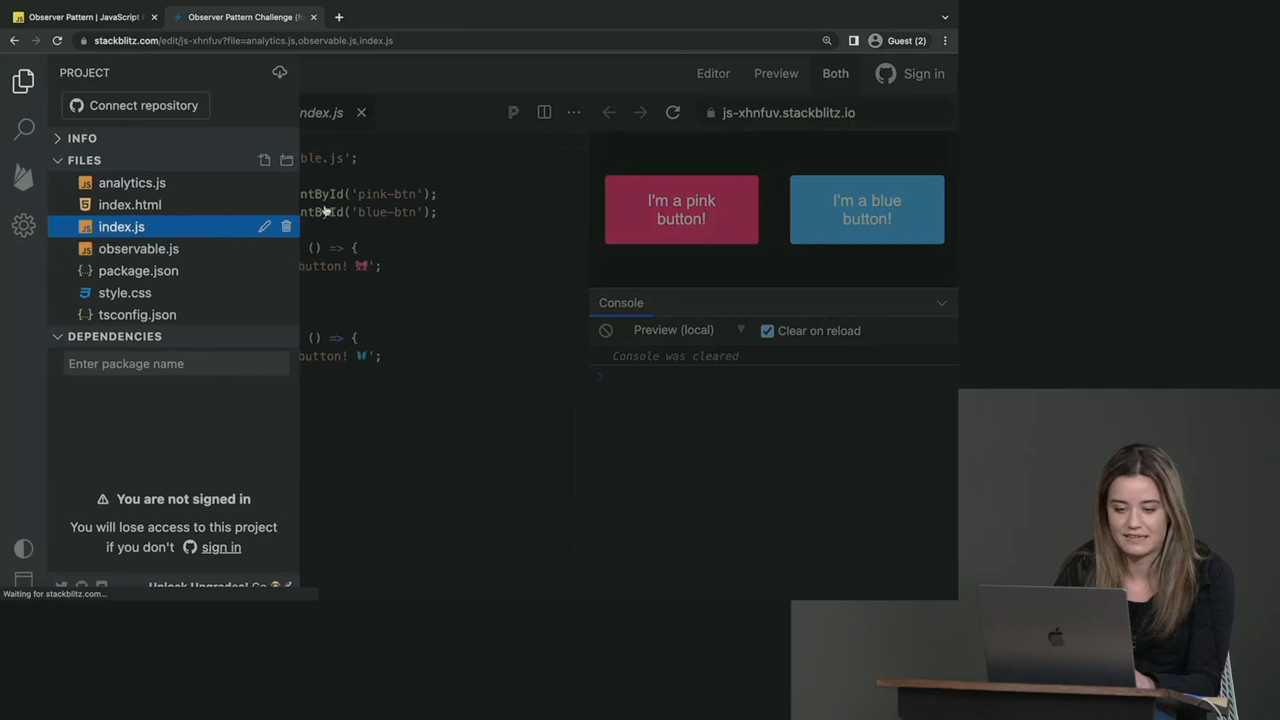 Observer Pattern | JavaScript
Observer Pattern Challenge (fo
stackblitz.com/edit/js-xhnfuv?file=analytics.js,observable.js,index.js
Guest (2)
PROJECT
Editor
Preview
Both
Sign in
Connect repository
index.js
js-xhnfuv.stackblitz.io
INFO
FILES
analytics.js
index.html
index.js
observable.js
package.json
style.css
tsconfig.json
ble.js';
ntById('pink-btn');
ntById('blue-btn');
() => {
button! 🎀';
() => {
button! 🦋';
I'm a pink
button!
I'm a blue
button!
Console
Preview (local)
Clear on reload
Console was cleared
DEPENDENCIES
Enter package name
You are not signed in
You will lose access to this project
if you don't sign in
Unlock Upgrades! Go
Waiting for stackblitz.com...